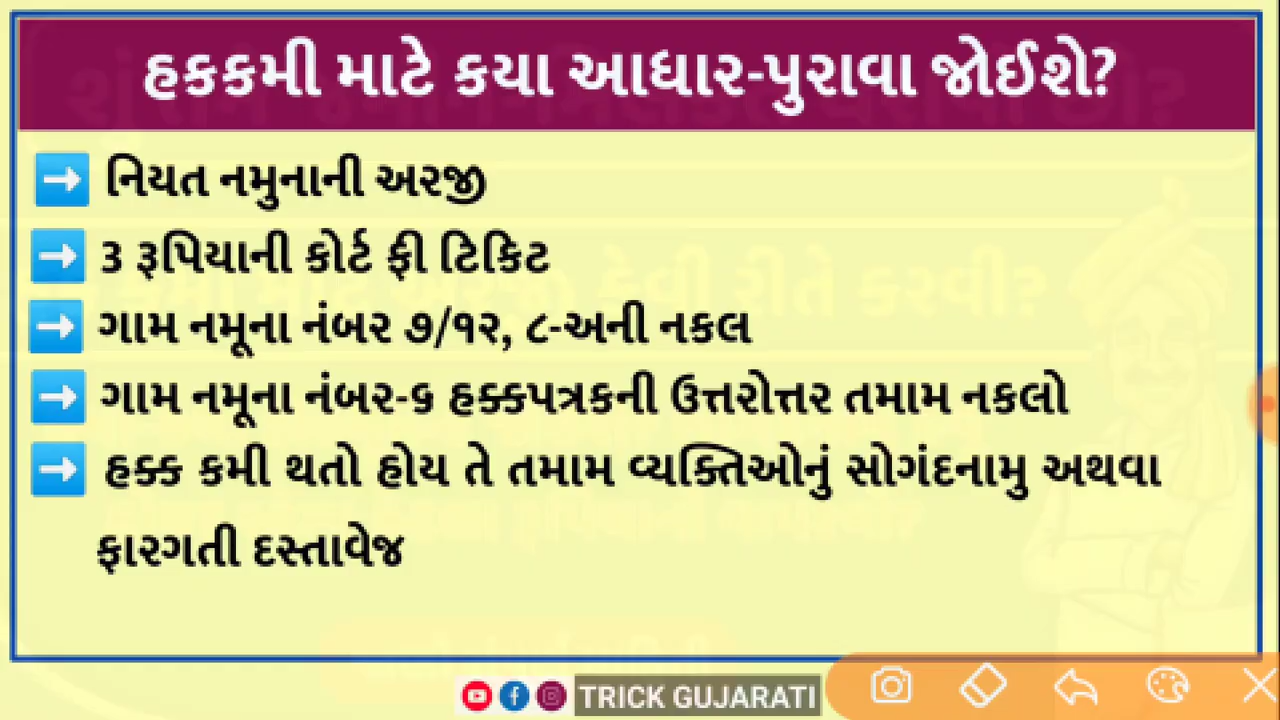 હકકમી માટે કયા આધાર-પુરાવા જોઈશે?
નિયત નમુનાની અરજી
૩ રૂપિયાની કોર્ટ ફી ટિકિટ
ગામ નમૂના નંબર ૭/૧૨, ૮-અની નકલ
ગામ નમૂના નંબર-૬ હક્કપત્રકની ઉત્તરોત્તર તમામ નકલો
હક્ક કમી થતો હોય તે તમામ વ્યક્તિઓનું સોગંદનામુ અથવા
ફારગતી દસ્તાવેજ
TRICK GUJARATI